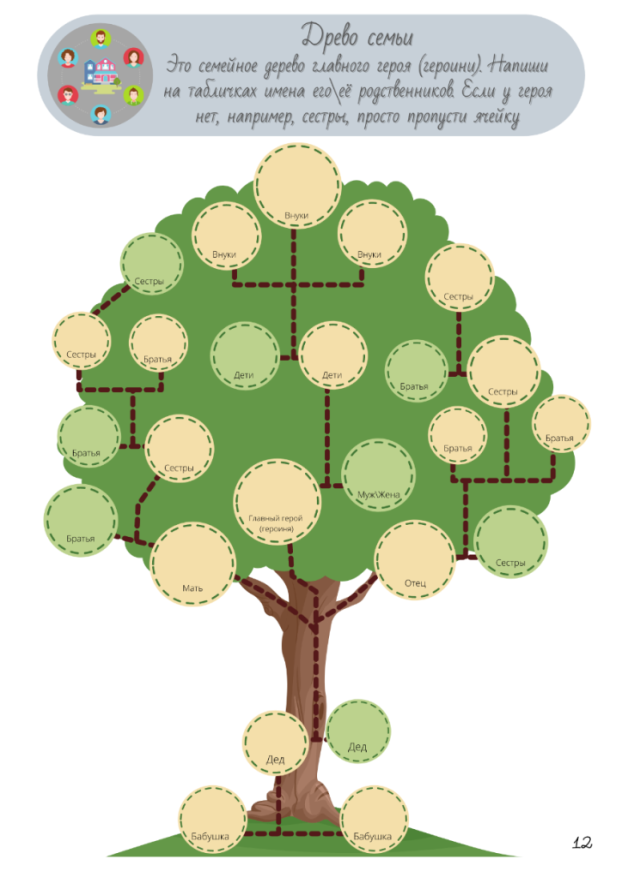 Древо семьи
Это семейное дерево главного героя (героини). Напиши
на табличках имена его\её родственников. Если у героя
нет, например, сестры, просто пропусти ячейку
Внуки
Внуки
Внуки
Сестры
Сестры
Сестры
Братья
Дети
Дети
Братья
Сестры
Братья
Сестры
Братья
Братья
Муж\Жена
Главный герой
(героиня)
Братья
Сестры
Мать
Отец
Дед
Дед
Бабушка
Бабушка
12